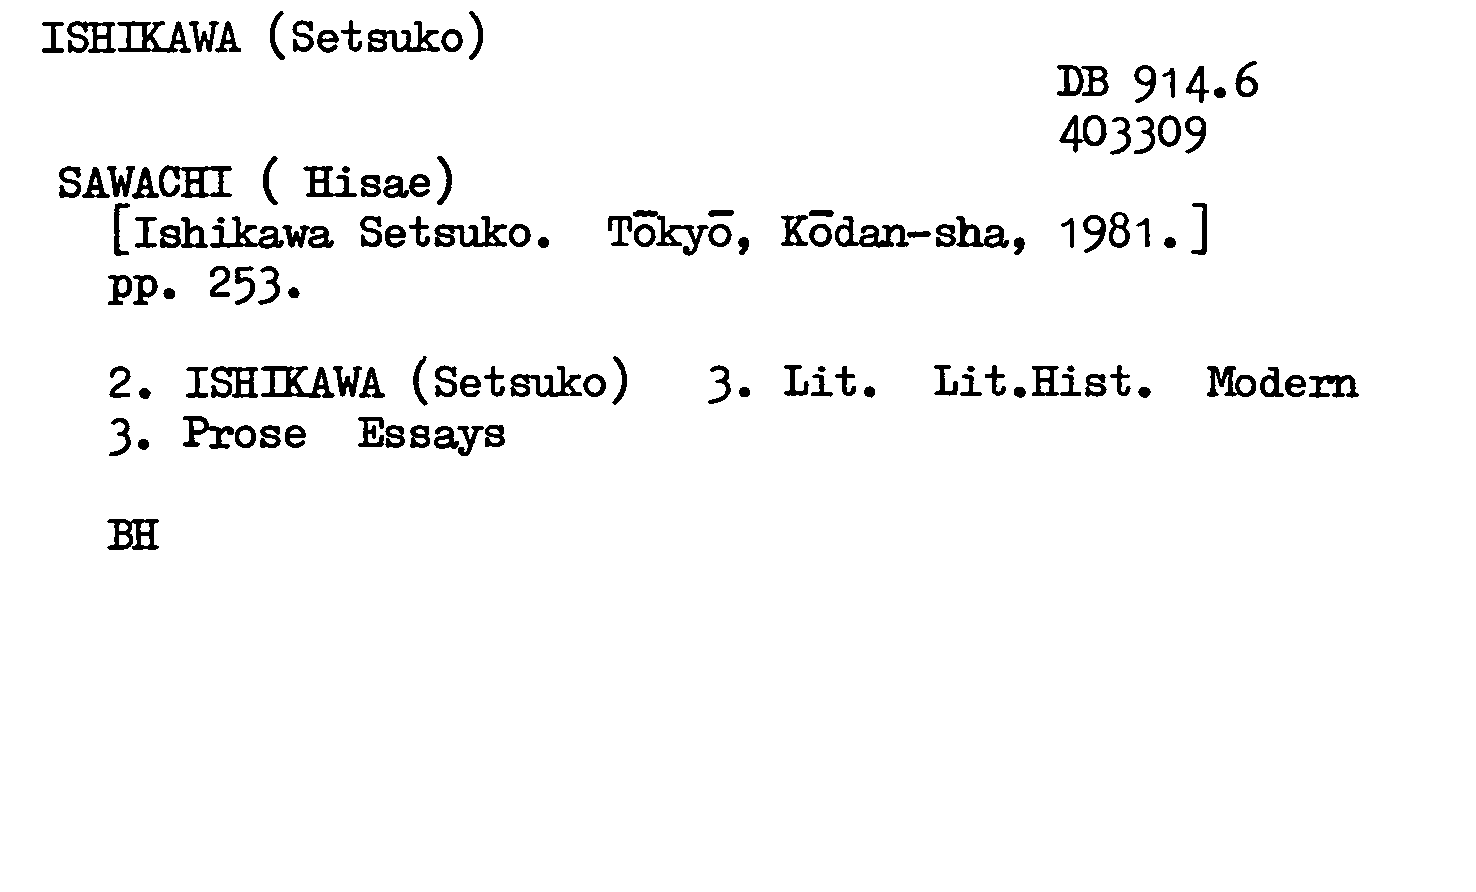 ISHIKAWA (Setsuko)
DB 914.6
403309
SAWACHI ( Hisae)
[Ishikawa Setsuko. Tōkyō, Kōdan-sha, 1981.]
pp. 253.
2. ISHIKAWA (Setsuko) 3. Lit. Lit.Hist. Modern
3. Prose Essays
BH